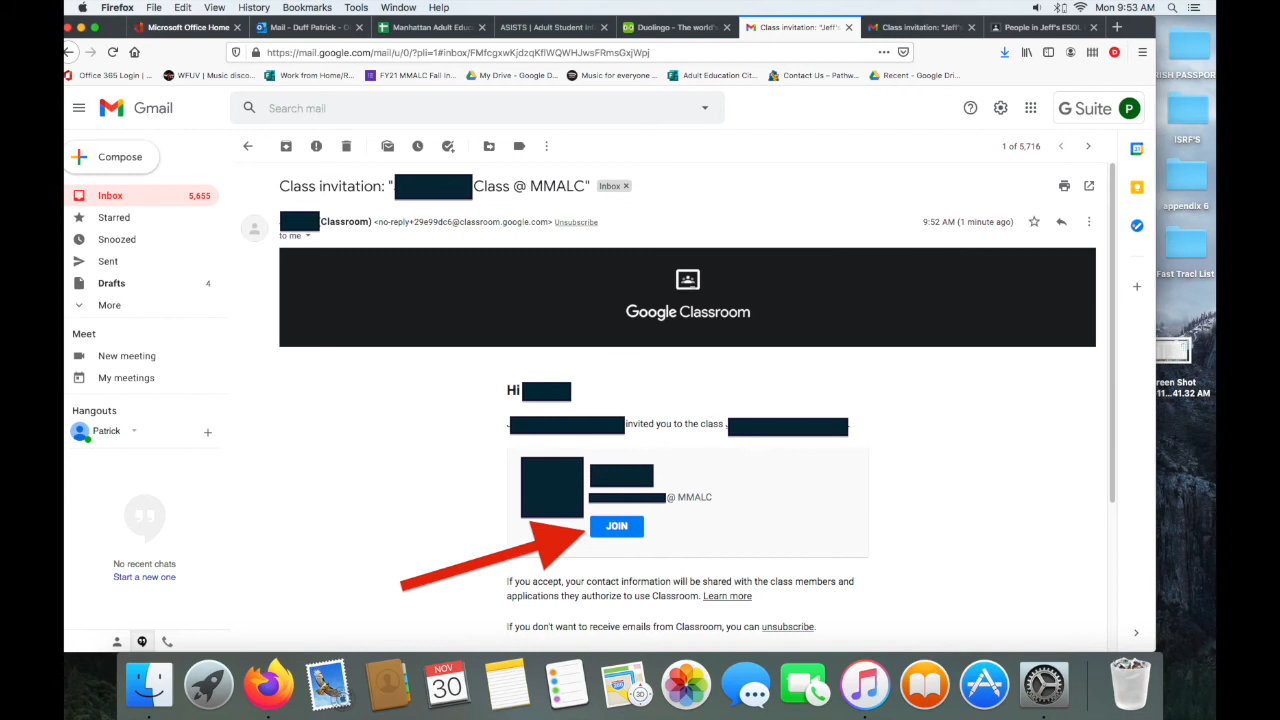 Firefox File Edit View History Bookmarks Tools Window Help Mon 9:53 AM
Microsoft Office Home Mail - Duff Patrick - O Manhattan Adult Educ ASISTS | Adult Student Inf Duolingo - The world's Class invitation: "Jeff's Class invitation: "Jeff's People in Jeff's ESOL
https://mail.google.com/mail/u/0/?pli=1#inbox/FMfcgxwKjdzqKflWQWHJwsFRmsGxjWpj
Office 365 Login | ... WFUV | Music disco... Work from Home/R... FY21 MMALC Fall In... My Drive - Google D... Music for everyone ... Adult Education Cit... Contact Us – Pathw... Recent - Google Dri...
RISH PASSPOR
Gmail Search mail G Suite P
ISRF'S
Compose 1 of 5,716
Class invitation: " Class @ MMALC" Inbox
Inbox 5,655
appendix 6
Starred
(Classroom) <no-reply+29e99dc6@classroom.google.com> Unsubscribe 9:52 AM (1 minute ago)
to me
Snoozed
Sent
Fast Tracl List
Drafts 4
More
Google Classroom
Meet
New meeting
My meetings
reen Shot
11...41.32 AM
Hi
Hangouts
Patrick
invited you to the class
@ MMALC
JOIN
No recent chats
Start a new one
If you accept, your contact information will be shared with the class members and
applications they authorize to use Classroom. Learn more
If you don't want to receive emails from Classroom, you can unsubscribe.
NOV
30
3D